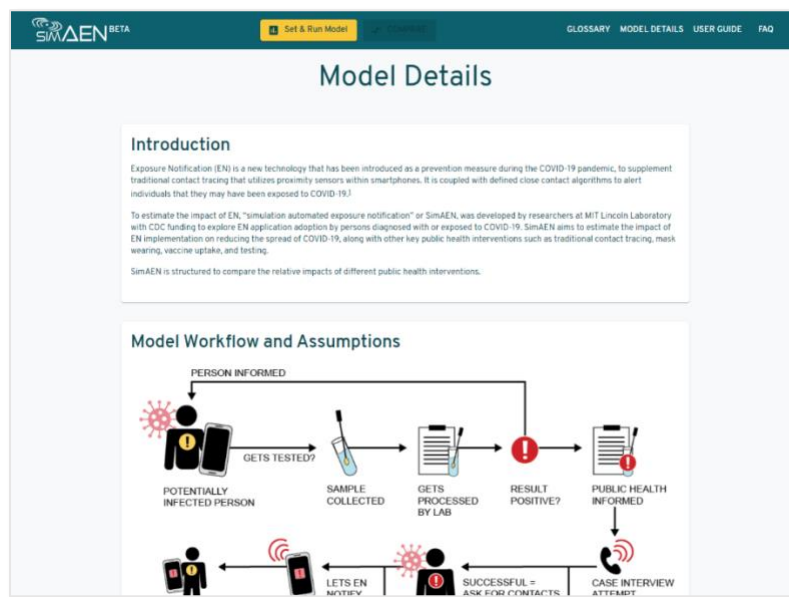 SIMAEN BETA
Set & Run Model
COMPARE
GLOSSARY MODEL DETAILS USER GUIDE FAQ
Model Details
Introduction
Exposure Notification (EN) is a new technology that has been introduced as a prevention measure during the COVID-19 pandemic, to supplement
traditional contact tracing that utilizes proximity sensors within smartphones. It is coupled with defined close contact algorithms to alert
individuals that they may have been exposed to COVID-19.1
To estimate the impact of EN, "simulation automated exposure notification" or SimAEN, was developed by researchers at MIT Lincoln Laboratory
with CDC funding to explore EN application adoption by persons diagnosed with or exposed to COVID-19. SimAEN aims to estimate the impact of
EN implementation on reducing the spread of COVID-19, along with other key public health interventions such as traditional contact tracing, mask
wearing, vaccine uptake, and testing.
SimAEN is structured to compare the relative impacts of different public health interventions.
Model Workflow and Assumptions
PERSON INFORMED
GETS TESTED?
POTENTIALLY
INFECTED PERSON
SAMPLE
COLLECTED
GETS
PROCESSED
BY LAB
RESULT
POSITIVE?
PUBLIC HEALTH
INFORMED
LETS EN
NOTIFY
SUCCESSFUL =
ASK FOR CONTACTS
CASE INTERVIEW
ATTEMPT